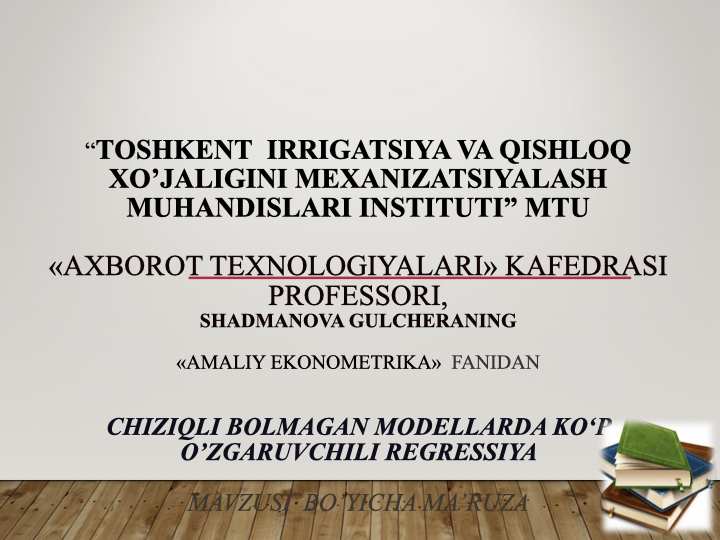 “TOSHKENT IRRIGATSIYA VA QISHLOQ
XO’JALIGINI MEXANIZATSIYALASH
MUHANDISLARI INSTITUTI” MTU
«AXBOROT TEXNOLOGIYALARI» KAFEDRASI
PROFESSORI,
SHADMANOVA GULCHERANING
«AMALIY EKONOMETRIKA» FANIDAN
CHIZIQLI BOLMAGAN MODELLARDA KO‘P
O’ZGARUVCHILI REGRESSIYA
MAVZUSI BO’YICHA MA’RUZA